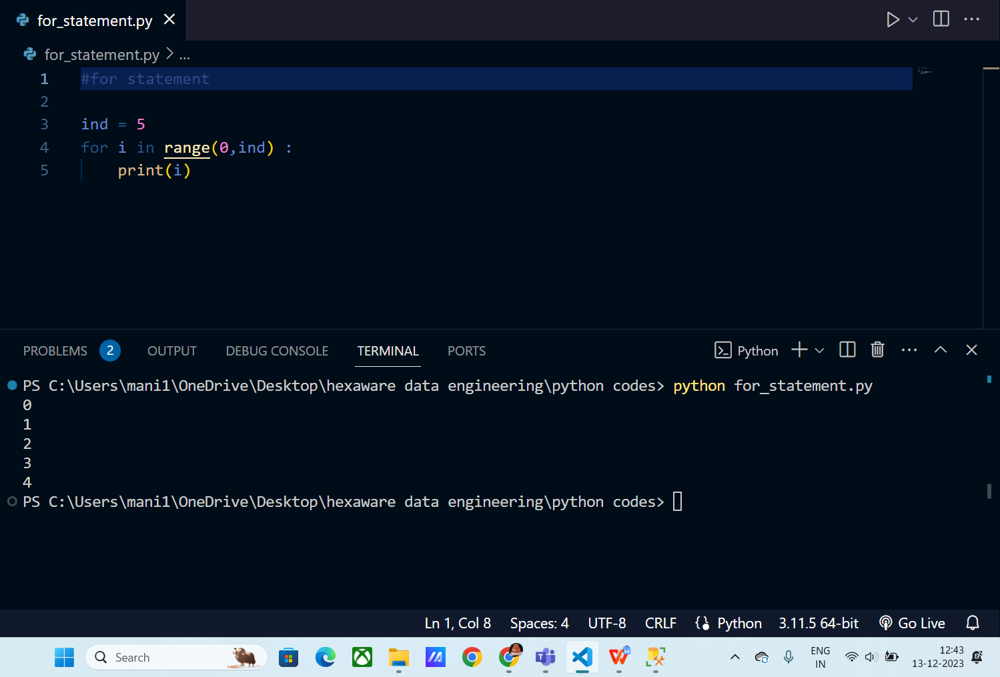 for_statement.py
for_statement.py > ...
1 #for statement
2
3 ind = 5
4 for i in range(0,ind) :
5     print(i)
PROBLEMS 2 OUTPUT DEBUG CONSOLE TERMINAL PORTS Python
PS C:\Users\mani1\OneDrive\Desktop\hexaware data engineering\python codes> python for_statement.py
0
1
2
3
4
PS C:\Users\mani1\OneDrive\Desktop\hexaware data engineering\python codes>
Ln 1, Col 8 Spaces: 4 UTF-8 CRLF Python 3.11.5 64-bit Go Live
Search
ENG
IN
12:43
13-12-2023